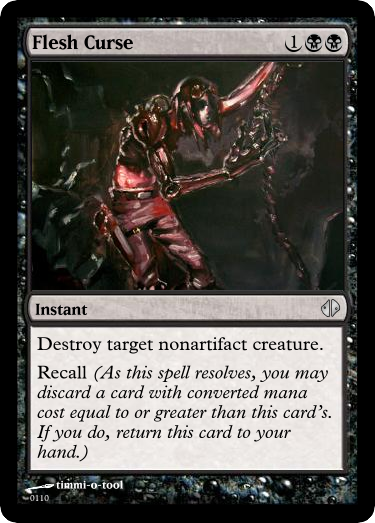 Flesh Curse 1
Instant
Destroy target nonartifact creature.
Recall (As this spell resolves, you may
discard a card with converted mana
cost equal to or greater than this card's.
If you do, return this card to your
hand.)
timmi-o-tool
0110